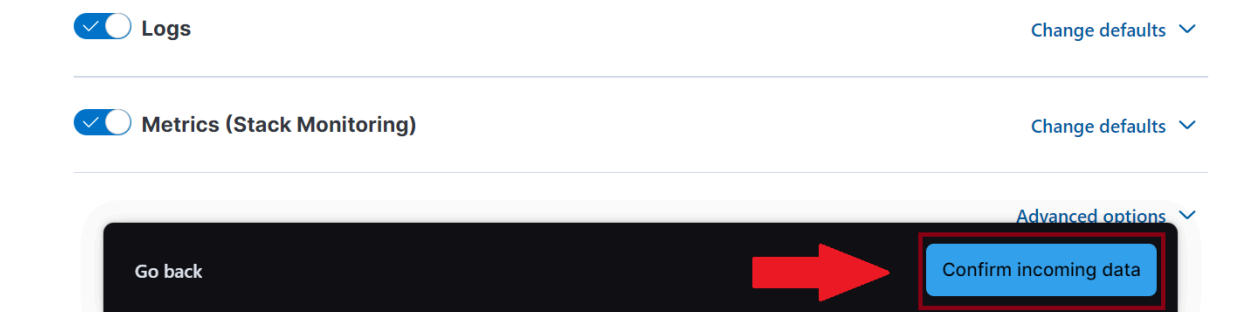 Logs
Change defaults
Metrics (Stack Monitoring)
Change defaults
Advanced options
Go back
Confirm incoming data